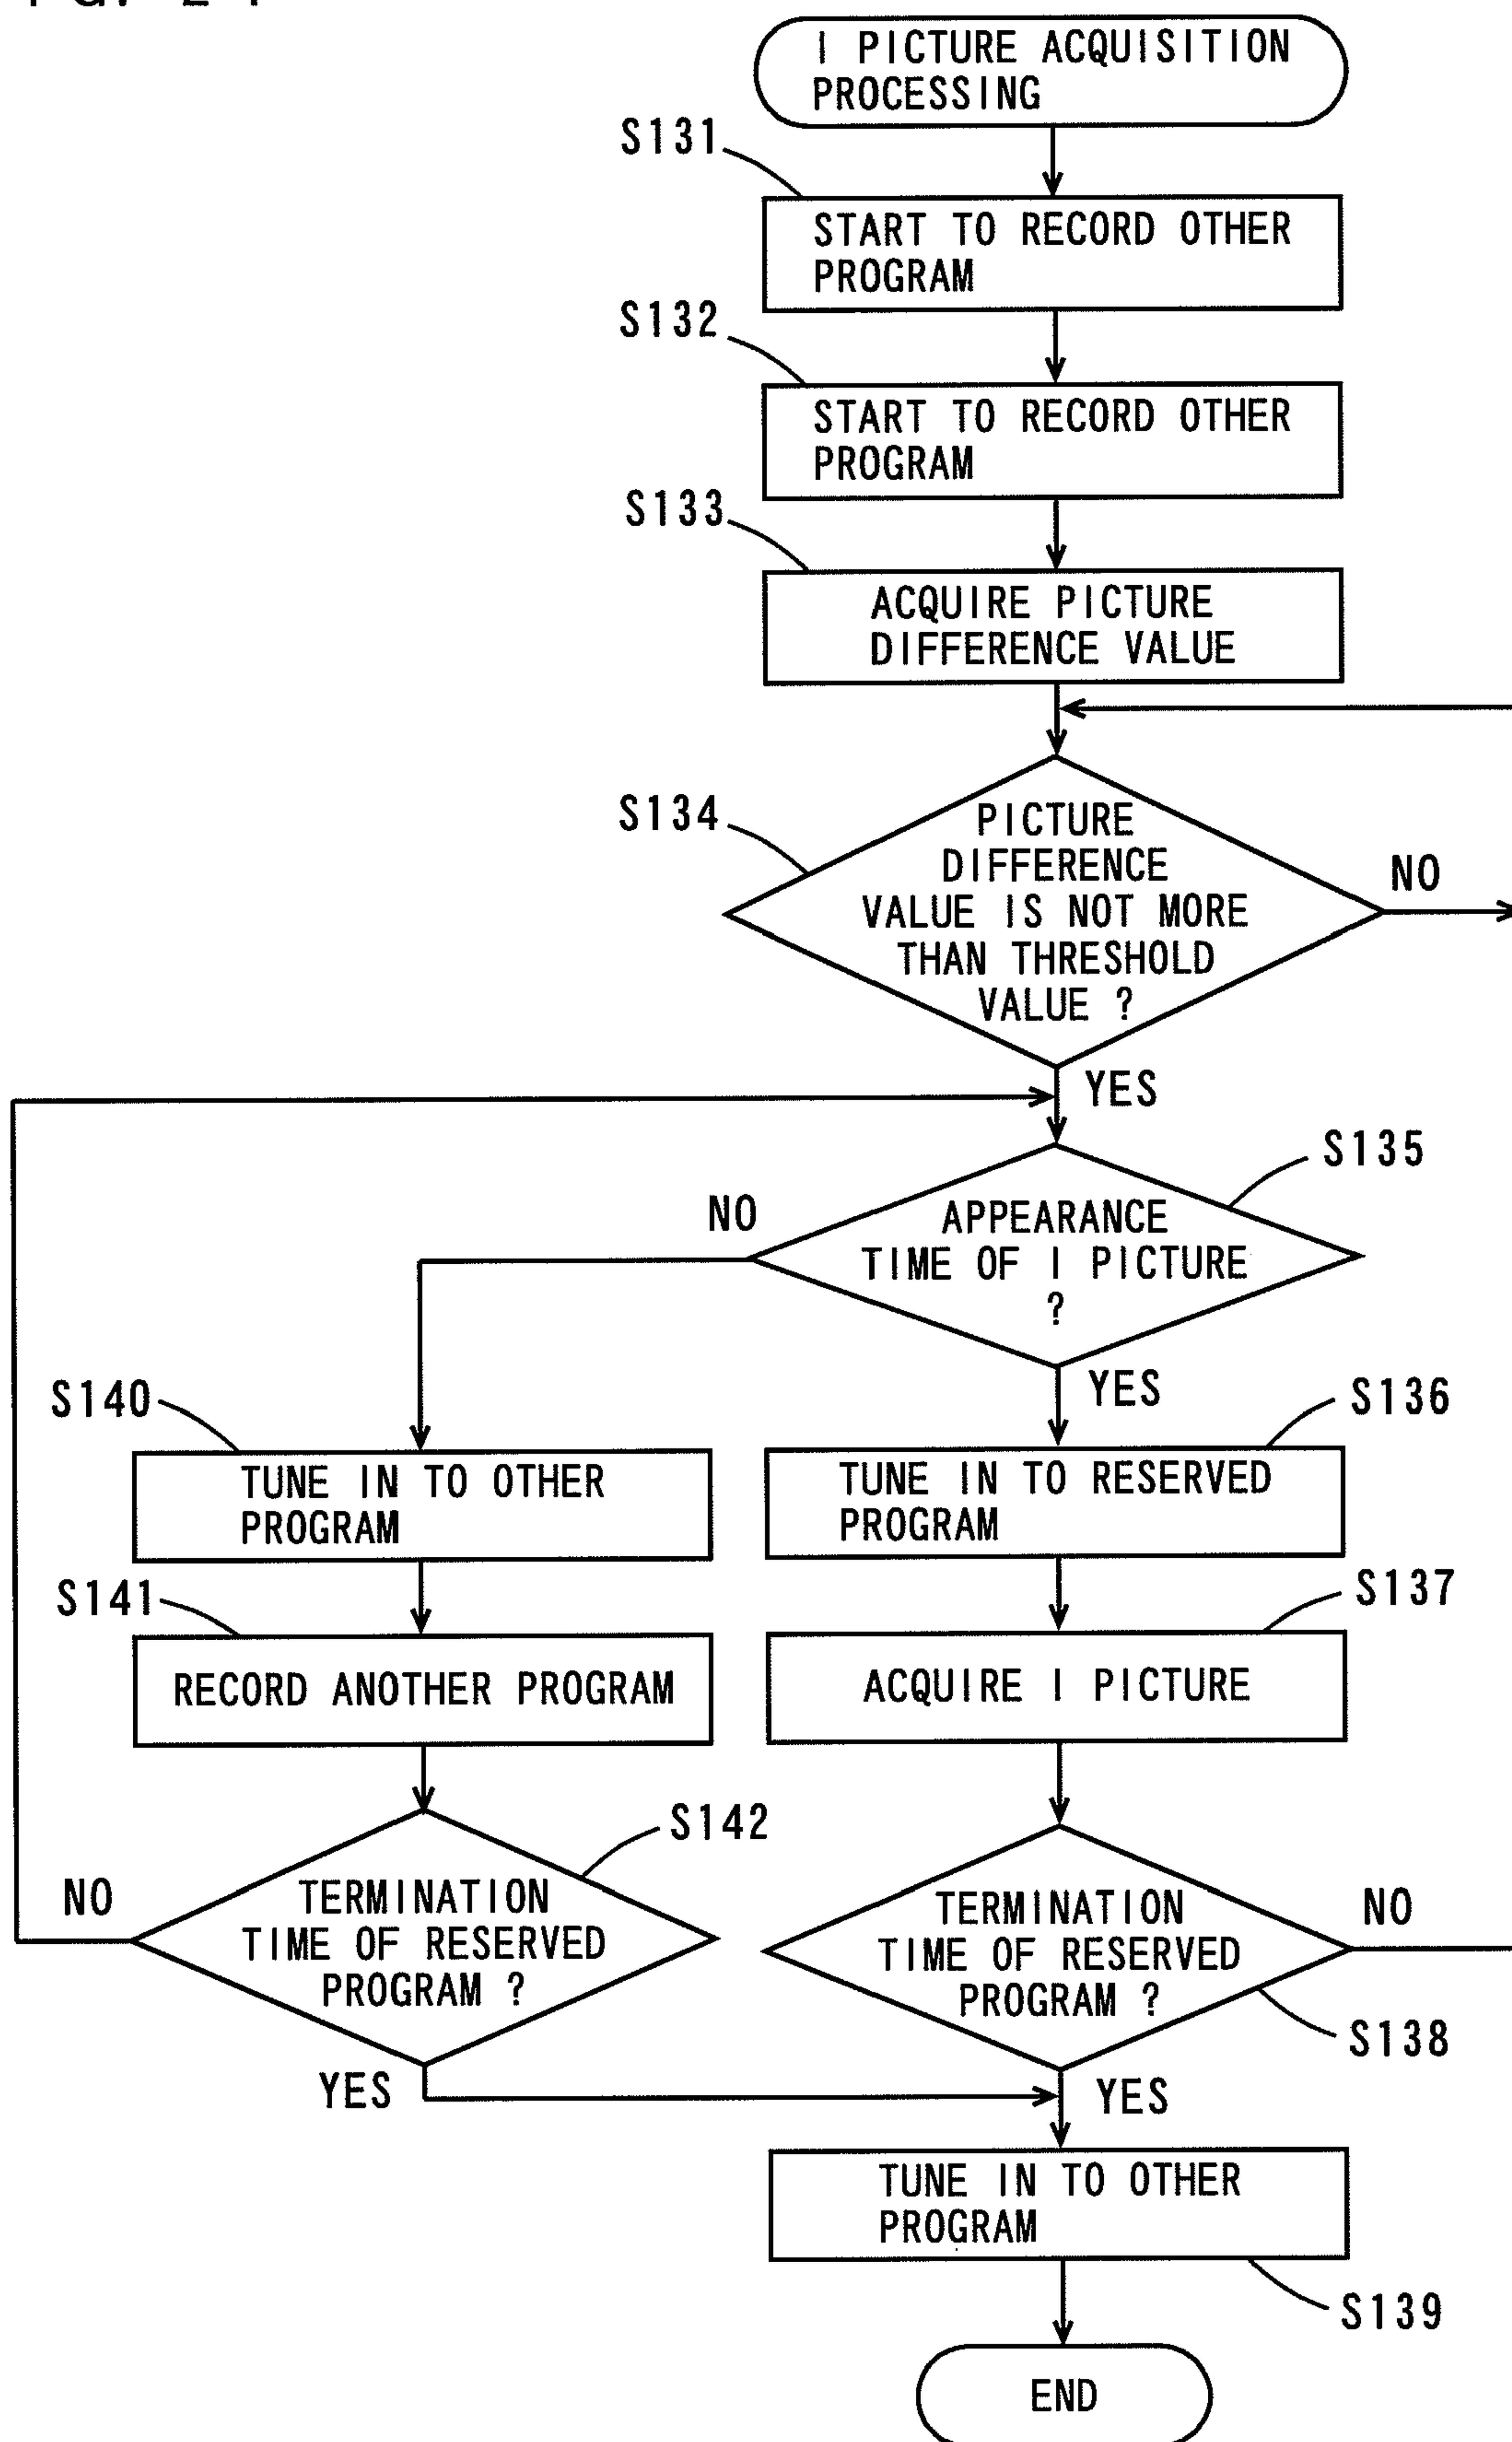 I PICTURE ACQUISITION
PROCESSING
S131
START TO RECORD OTHER
PROGRAM
S132
START TO RECORD OTHER
PROGRAM
S133
ACQUIRE PICTURE
DIFFERENCE VALUE
S134
PICTURE
DIFFERENCE
VALUE IS NOT MORE
THAN THRESHOLD
VALUE ?
NO
YES
S135
NO
APPEARANCE
TIME OF I PICTURE
?
YES
S140
TUNE IN TO OTHER
PROGRAM
S136
TUNE IN TO RESERVED
PROGRAM
S141
RECORD ANOTHER PROGRAM
S137
ACQUIRE I PICTURE
S142
NO
TERMINATION
TIME OF RESERVED
PROGRAM ?
YES
TERMINATION
TIME OF RESERVED
PROGRAM ?
NO
S138
YES
TUNE IN TO OTHER
PROGRAM
S139
END